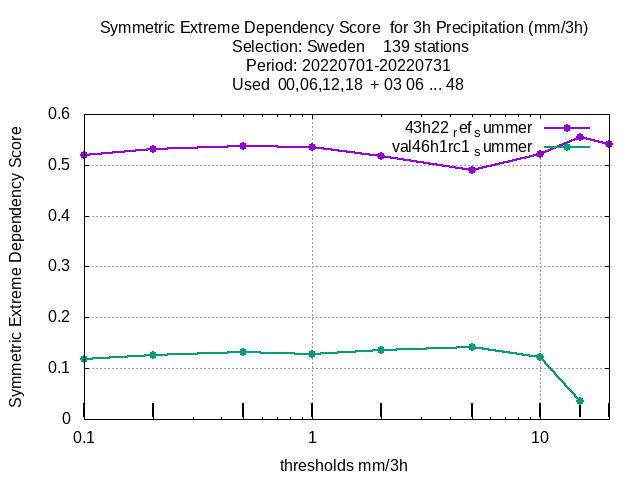 Symmetric Extreme Dependency Score  for 3h Precipitation (mm/3h)
Selection: Sweden    139 stations
Period: 20220701-20220731
Used  00,06,12,18  + 03 06 ... 48
Symmetric Extreme Dependency Score
0.6
0.5
0.4
0.3
0.2
0.1
0
43h22 ref summer
val46h1rc1 summer
0.1 1 10
thresholds mm/3h